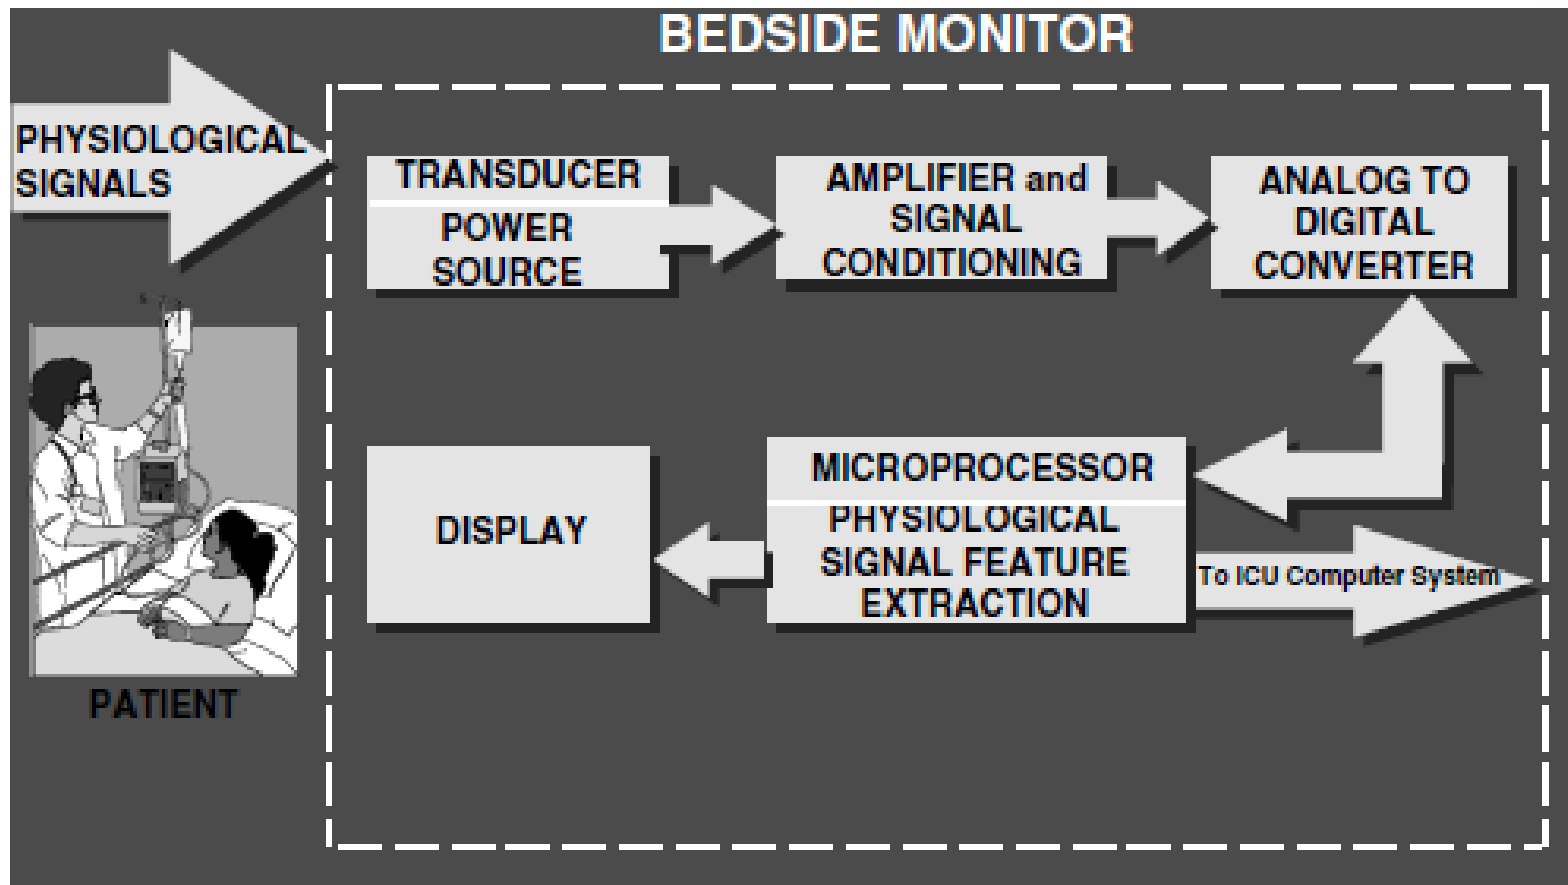 BEDSIDE MONITOR
PHYSIOLOGICAL
SIGNALS
TRANSDUCER
POWER
SOURCE
AMPLIFIER and
SIGNAL
CONDITIONING
ANALOG TO
DIGITAL
CONVERTER
DISPLAY
MICROPROCESSOR
PHYSIOLOGICAL
SIGNAL FEATURE
EXTRACTION
To ICU Computer System
PATIENT